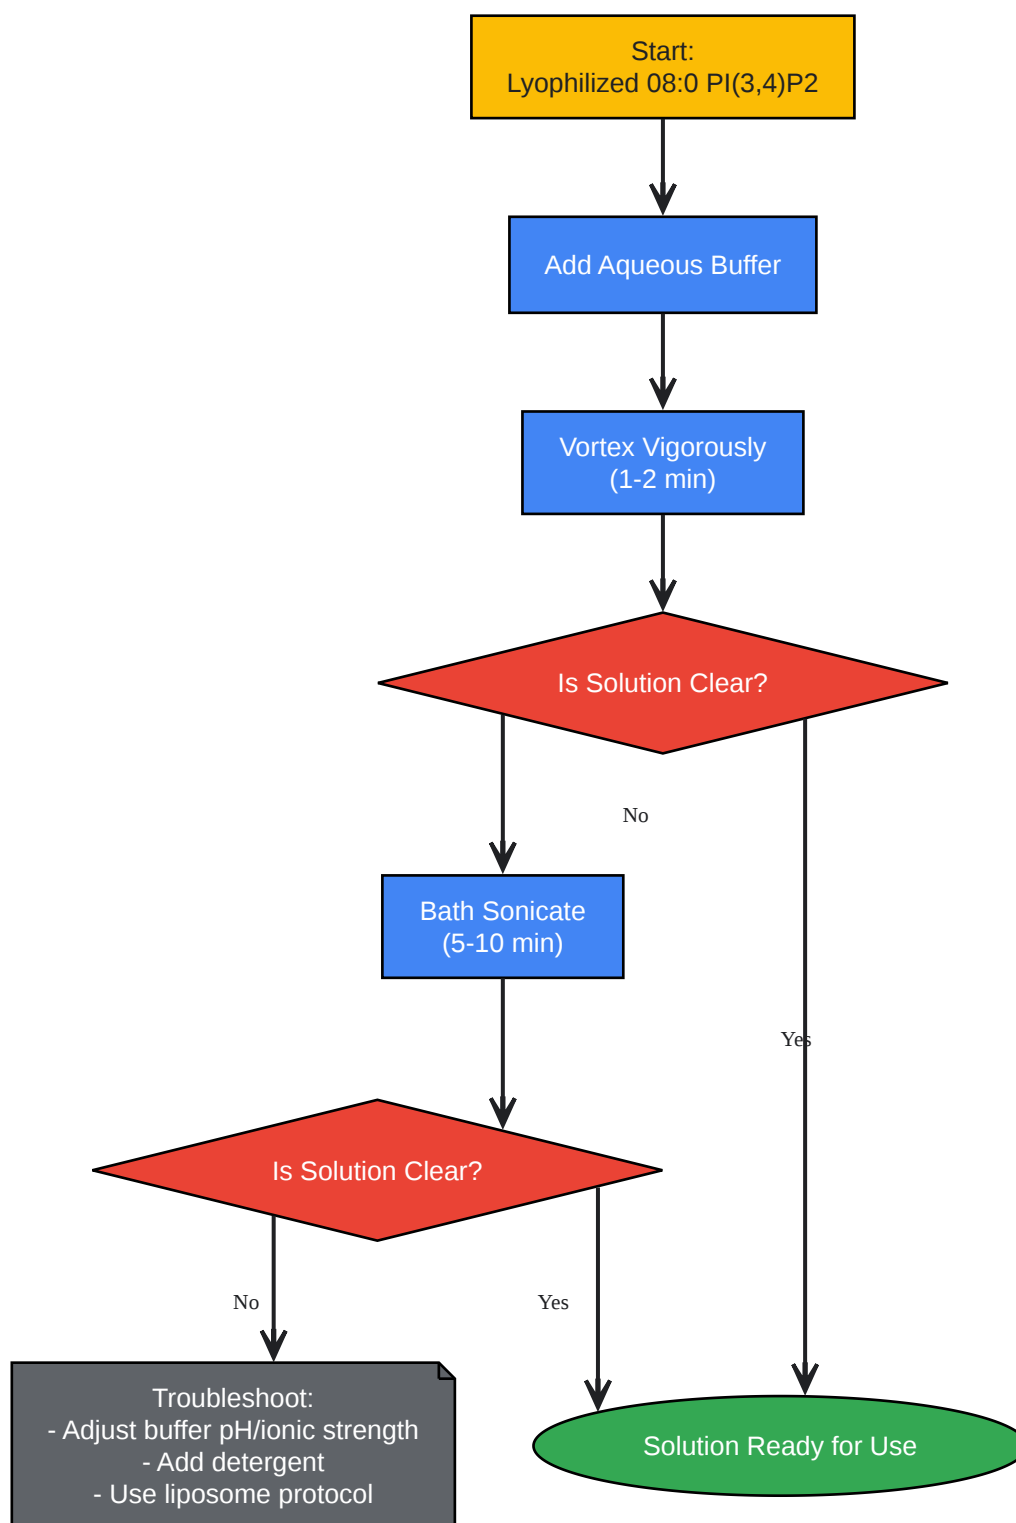 Start:
Lyophilized 08:0 PI(3,4)P2
Add Aqueous Buffer
Vortex Vigorously
(1-2 min)
Is Solution Clear?
No
Bath Sonicate
(5-10 min)
Yes
Is Solution Clear?
No
Yes
Troubleshoot:
- Adjust buffer pH/ionic strength
- Add detergent
- Use liposome protocol
Solution Ready for Use